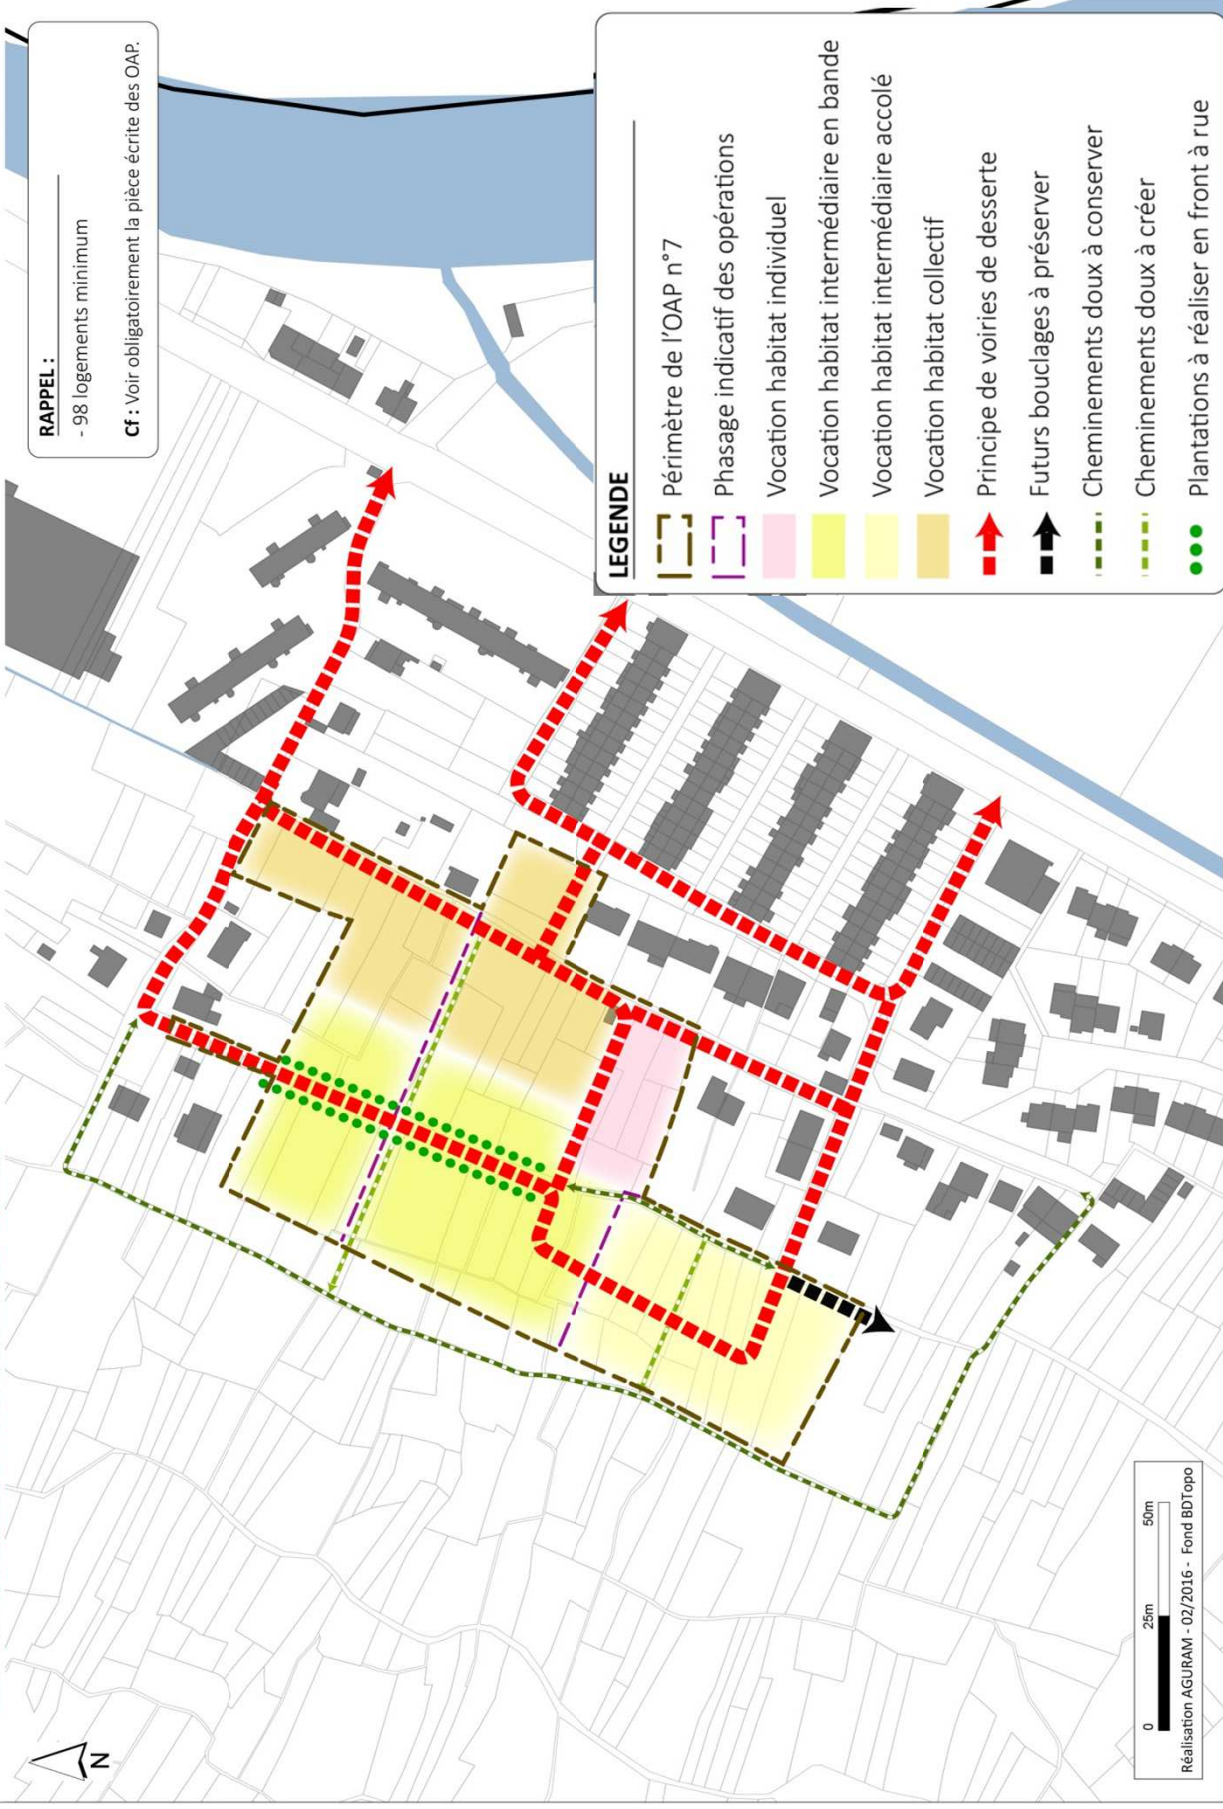 RAPPEL :
- 98 logements minimum
Cf : Voir obligatoirement la pièce écrite des OAP.
LEGENDE
Périmètre de l'OAP n°7
Phasage indicatif des opérations
Vocation habitat individuel
Vocation habitat intermédiaire en bande
Vocation habitat intermédiaire accolé
Vocation habitat collectif
Principe de voiries de desserte
Futurs bouclages à préserver
Cheminements doux à conserver
Cheminements doux à créer
Plantations à réaliser en front à rue
N
0 25m 50m
Réalisation AGURAM - 02/2016 - Fond BDTopo